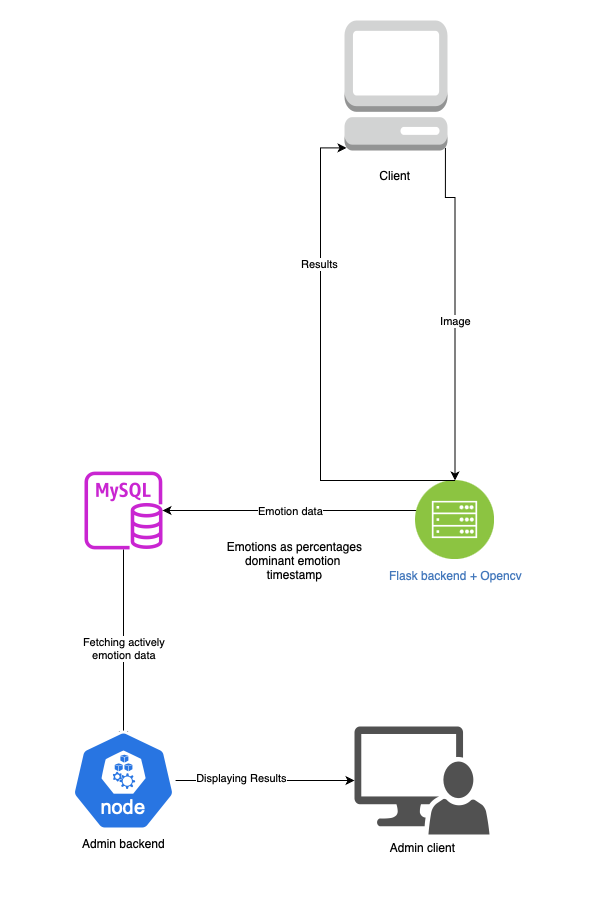 Client
Results
Image
MySQL
Emotion data
Emotions as percentages
dominant emotion
timestamp
Flask backend + Opencv
Fetching actively
emotion data
node
Displaying Results
Admin backend
Admin client